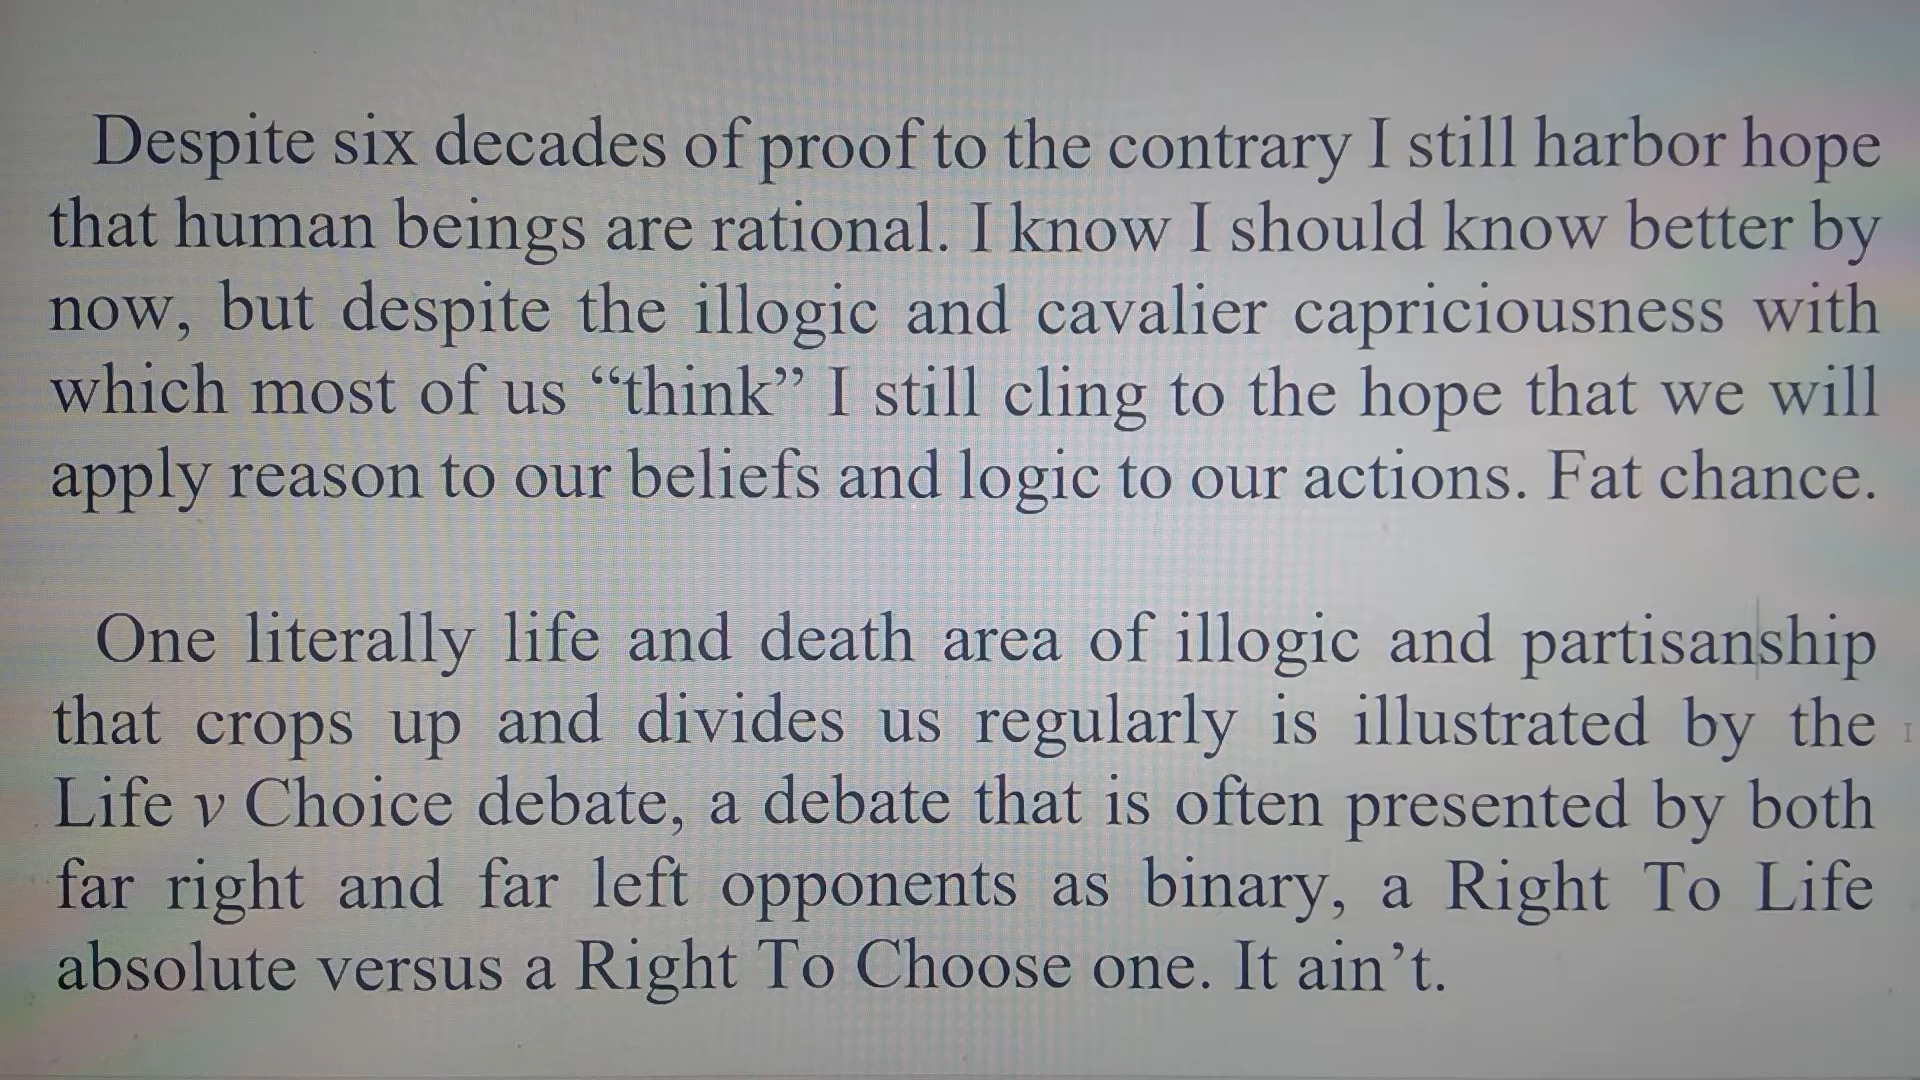 Despite six decades of proof to the contrary I still harbor hope
that human beings are rational. I know I should know better by
now, but despite the illogic and cavalier capriciousness with
which most of us “think” I still cling to the hope that we will
apply reason to our beliefs and logic to our actions. Fat chance.
One literally life and death area of illogic and partisanship
that crops up and divides us regularly is illustrated by the
Life v Choice debate, a debate that is often presented by both
far right and far left opponents as binary, a Right To Life
absolute versus a Right To Choose one. It ain’t.